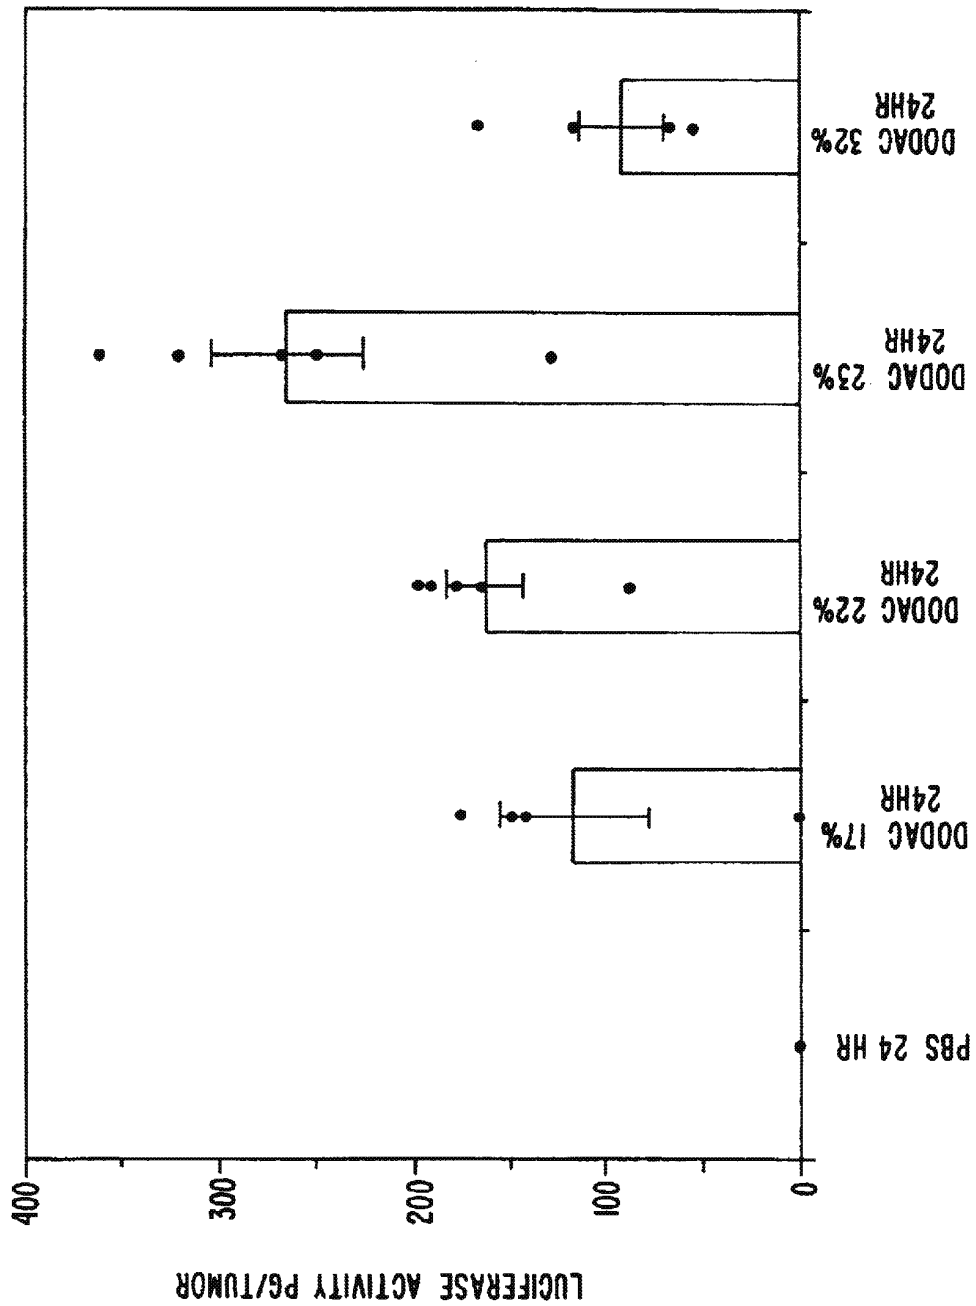 LUCIFERASE ACTIVITY PG/TUMOR
400
300
200
100
0
PBS 24 HR
DODAC 17%
24HR
DODAC 22%
24HR
DODAC 23%
24HR
DODAC 32%
24HR